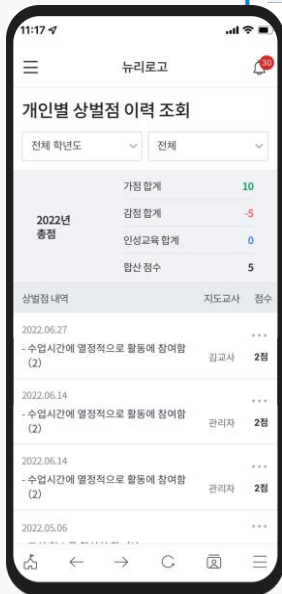 11:17
뉴리로고
30
개인별 상벌점 이력 조회
전체 학년도
전체
2022년
총점
가점 합계 10
감점 합계 -5
인성교육 합계 0
합산 점수 5
상벌점 내역 지도교사 점수
2022.06.27
- 수업시간에 열정적으로 활동에 참여함
(2)
김교사 2점
2022.06.14
- 수업시간에 열정적으로 활동에 참여함
(2)
관리자 2점
2022.06.14
- 수업시간에 열정적으로 활동에 참여함
(2)
관리자 2점
2022.05.06